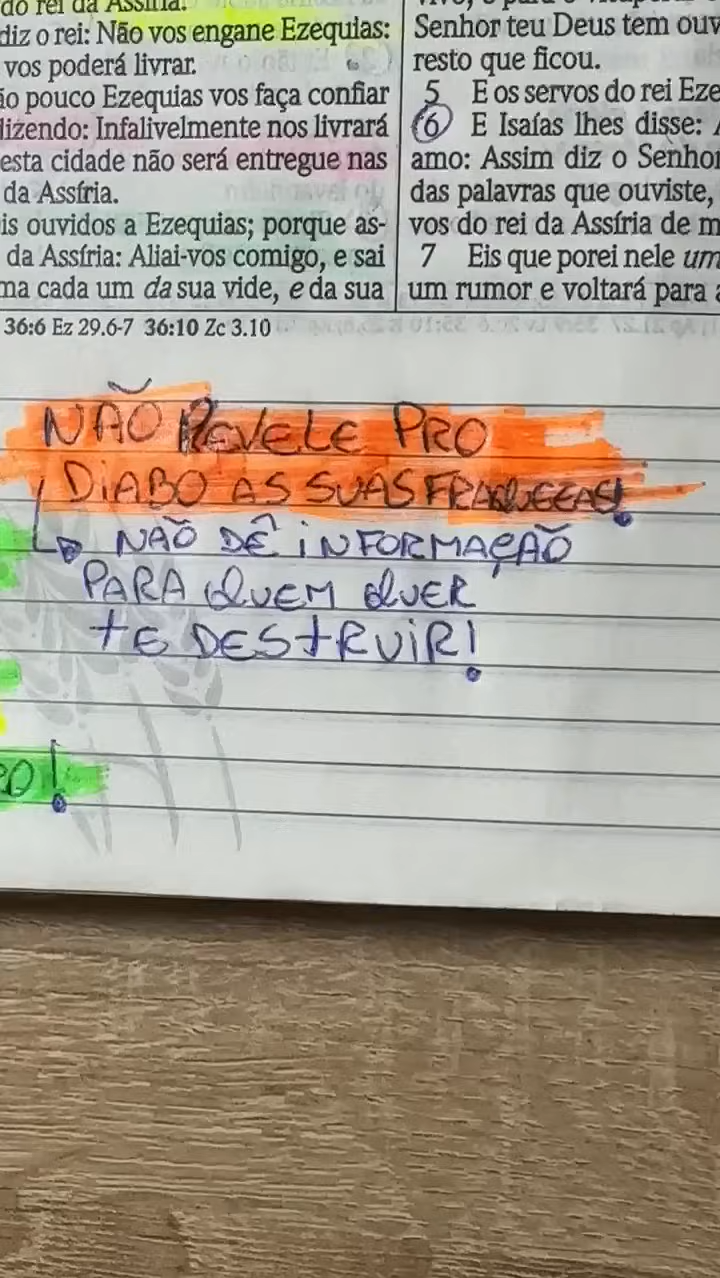 do rei da Assíria.
diz o rei: Não vos engane Ezequias:
vos poderá livrar.
ão pouco Ezequias vos faça confiar
dizendo: Infalivelmente nos livrará
esta cidade não será entregue nas
da Assíria.
is ouvidos a Ezequias; porque as-
da Assíria: Aliai-vos comigo, e sai
ma cada um da sua vide, e da sua
Senhor teu Deus tem ouv
resto que ficou.
5 E os servos do rei Eze
6 E Isaías lhes disse: A
amo: Assim diz o Senhor
das palavras que ouviste,
vos do rei da Assíria de m
7 Eis que porei nele um
um rumor e voltará para a
36:6 Ez 29.6-7 36:10 Zc 3.10
NÃO REVELE PRO
DIABO AS SUAS FRAQUEZAS!
NÃO DÊ INFORMAÇÃO
PARA QUEM QUER
TE DESTRUIR!
RO!